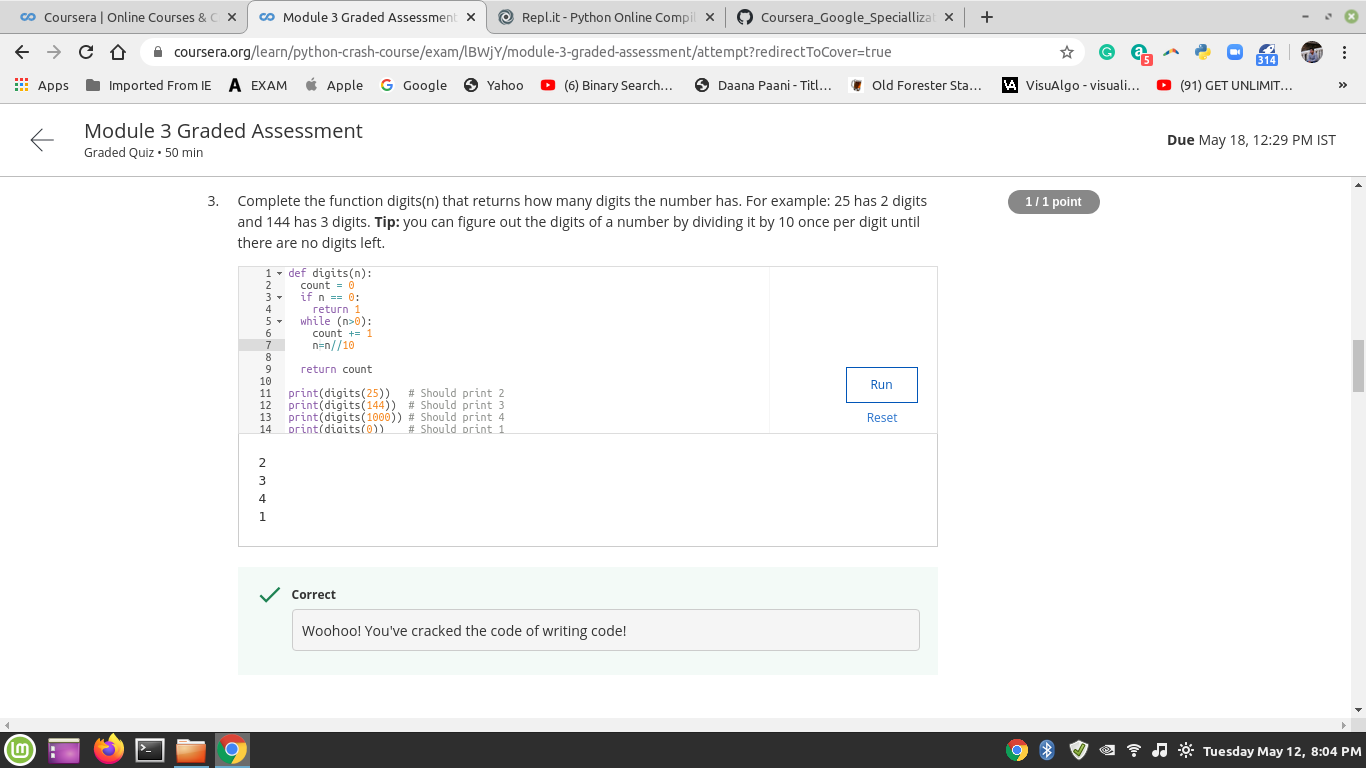 Coursera | Online Courses & C
Module 3 Graded Assessment
Repl.it - Python Online Compil
Coursera_Google_Speciallizat
coursera.org/learn/python-crash-course/exam/lBWjY/module-3-graded-assessment/attempt?redirectToCover=true
5
314
Apps
Imported From IE
EXAM
Apple
Google
Yahoo
(6) Binary Search...
Daana Paani - Titl...
Old Forester Sta...
VA
VisuAlgo - visuali...
(91) GET UNLIMIT...
»
Module 3 Graded Assessment
Graded Quiz • 50 min
Due May 18, 12:29 PM IST
3. Complete the function digits(n) that returns how many digits the number has. For example: 25 has 2 digits
and 144 has 3 digits. Tip: you can figure out the digits of a number by dividing it by 10 once per digit until
there are no digits left.
1 / 1 point
1 def digits(n):
2 count = 0
3 if n == 0:
4 return 1
5 while (n>0):
6 count += 1
7 n=n//10
8
9 return count
10
11 print(digits(25)) # Should print 2
12 print(digits(144)) # Should print 3
13 print(digits(1000)) # Should print 4
14 print(digits(0)) # Should print 1
Run
Reset
2
3
4
1
Correct
Woohoo! You've cracked the code of writing code!
Tuesday May 12, 8:04 PM